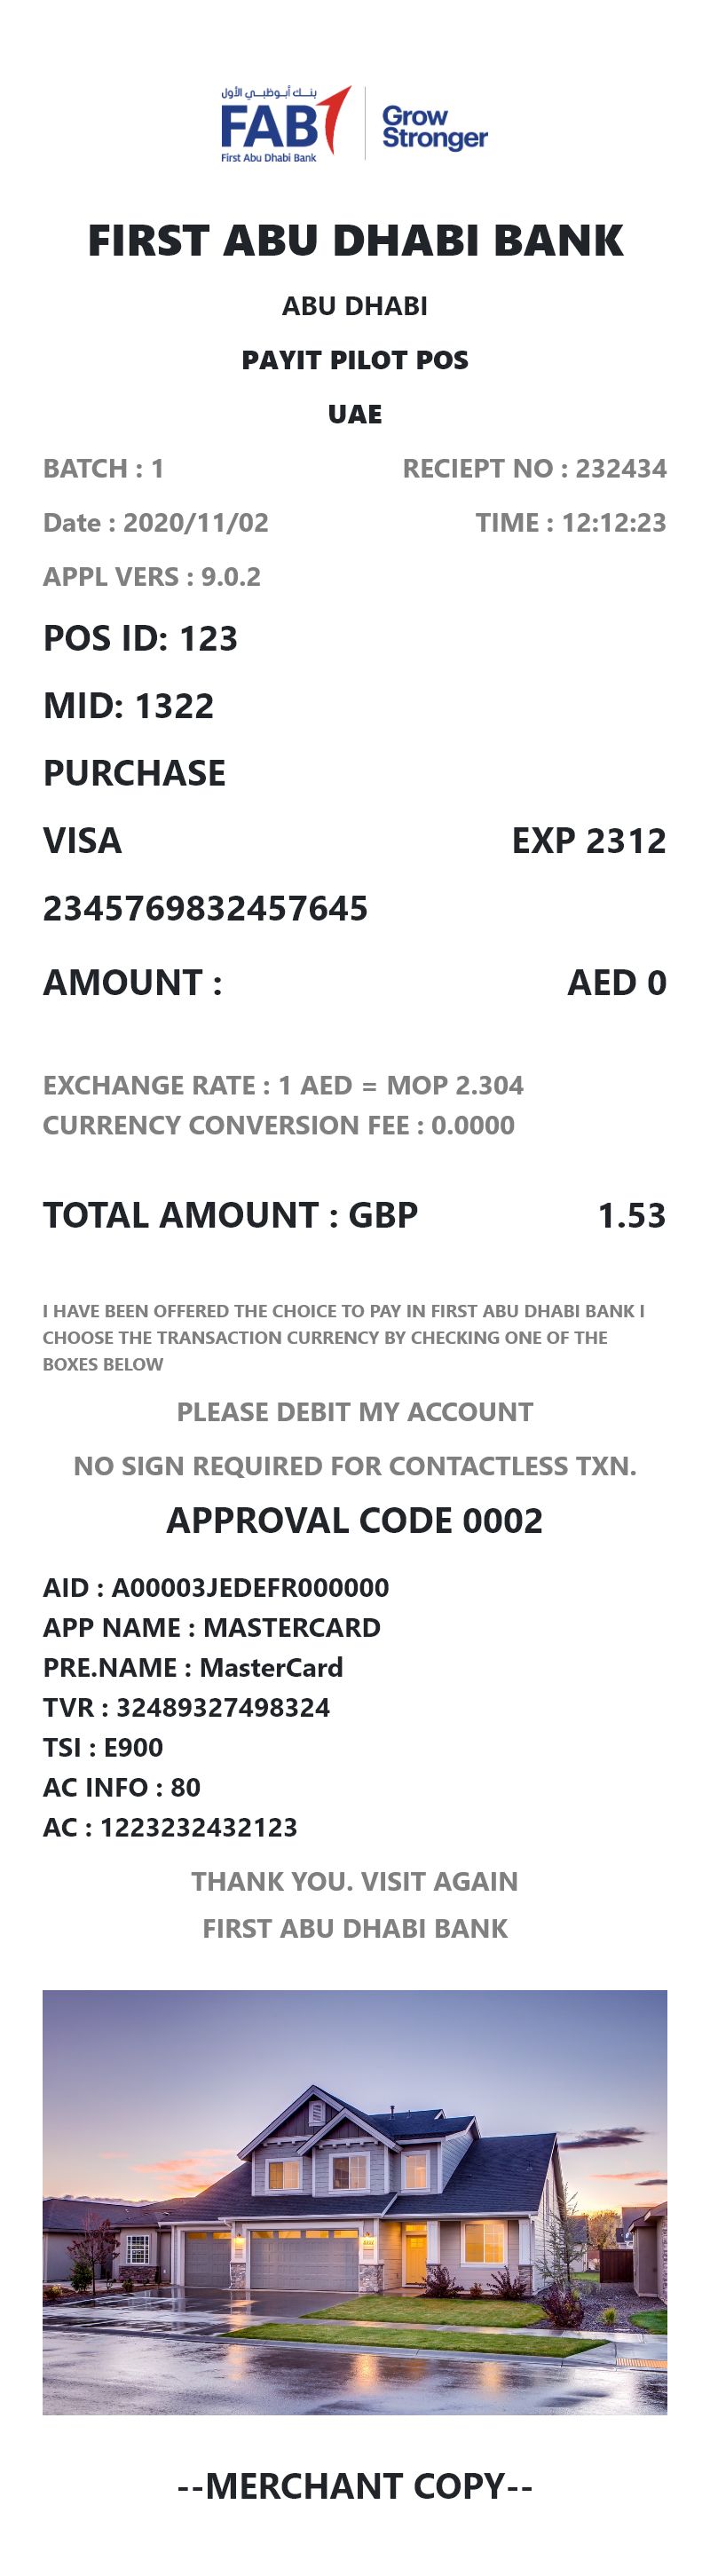 بنك أبوظبي الأول
FAB
First Abu Dhabi Bank
Grow
Stronger
FIRST ABU DHABI BANK
ABU DHABI
PAYIT PILOT POS
UAE
BATCH : 1 RECIEPT NO : 232434
Date : 2020/11/02 TIME : 12:12:23
APPL VERS : 9.0.2
POS ID: 123
MID: 1322
PURCHASE
VISA EXP 2312
2345769832457645
AMOUNT : AED 0
EXCHANGE RATE : 1 AED = MOP 2.304
CURRENCY CONVERSION FEE : 0.0000
TOTAL AMOUNT : GBP 1.53
I HAVE BEEN OFFERED THE CHOICE TO PAY IN FIRST ABU DHABI BANK I
CHOOSE THE TRANSACTION CURRENCY BY CHECKING ONE OF THE
BOXES BELOW
PLEASE DEBIT MY ACCOUNT
NO SIGN REQUIRED FOR CONTACTLESS TXN.
APPROVAL CODE 0002
AID : A00003JEDEFR000000
APP NAME : MASTERCARD
PRE.NAME : MasterCard
TVR : 32489327498324
TSI : E900
AC INFO : 80
AC : 1223232432123
THANK YOU. VISIT AGAIN
FIRST ABU DHABI BANK
--MERCHANT COPY--